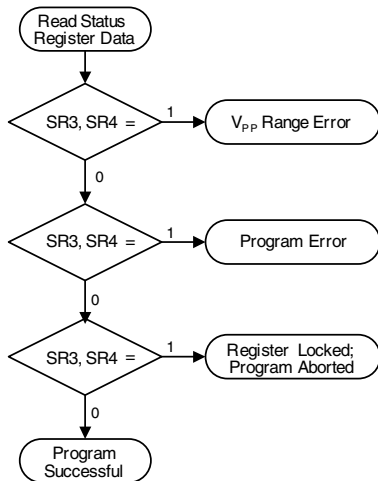 Read Status
Register Data
SR3, SR4 =
1
VPP Range Error
0
SR3, SR4 =
1
Program Error
0
SR3, SR4 =
1
Register Locked;
Program Aborted
0
Program
Successful